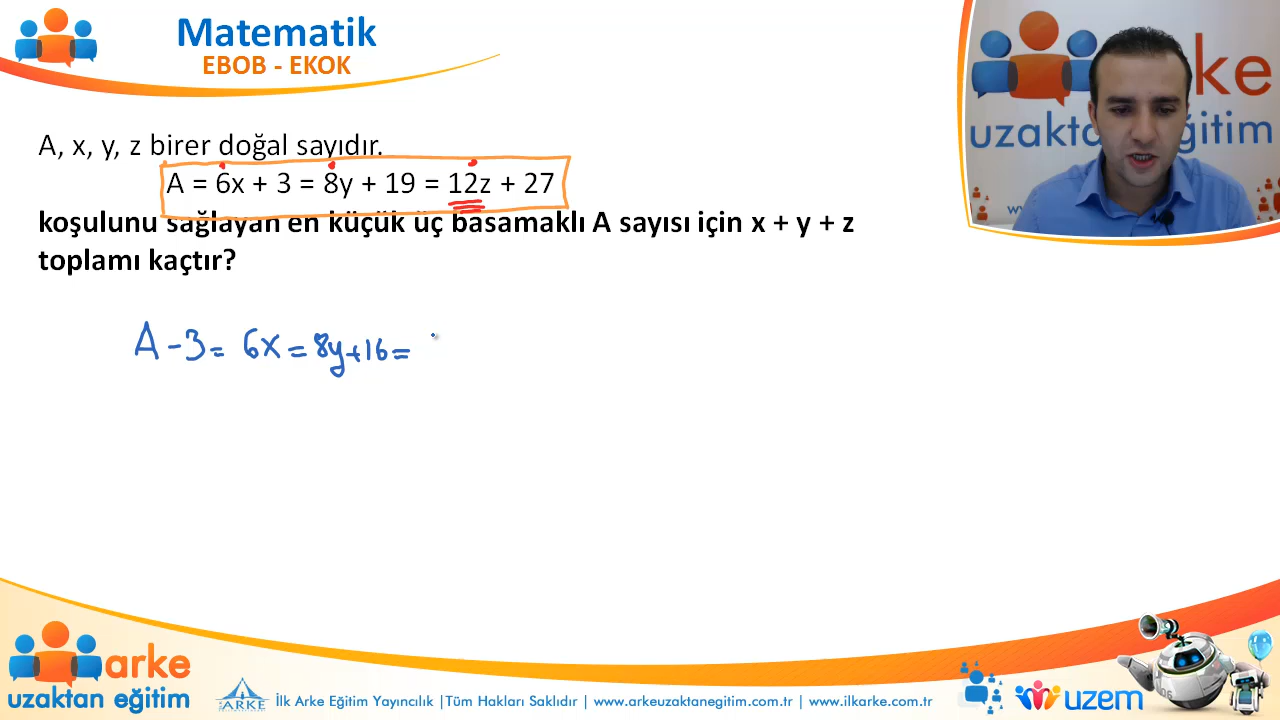 Matematik
EBOB - EKOK
rke
uzaktan eğitim
A, x, y, z birer doğal sayıdır.
A = 6x + 3 = 8y + 19 = 12z + 27
koşulunu sağlayan en küçük üç basamaklı A sayısı için x + y + z
toplamı kaçtır?
A - 3 = 6x = 8y + 16 =
arke
uzaktan eğitim
ARKE
İlk Arke Eğitim Yayıncılık |Tüm Hakları Saklıdır | www.arkeuzaktanegitim.com.tr | www.ilkarke.com.tr
uzem